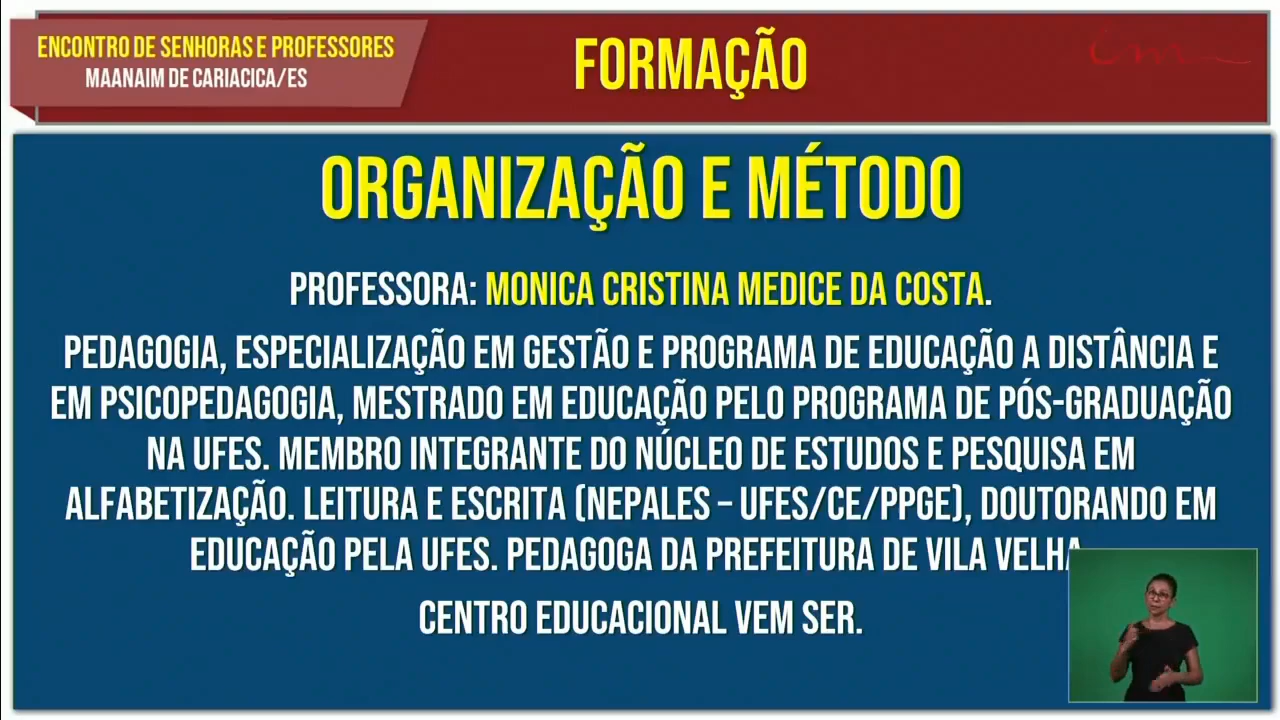 ENCONTRO DE SENHORAS E PROFESSORES
MAANAIM DE CARIACICA/ES
FORMAÇÃO
ORGANIZAÇÃO E MÉTODO
PROFESSORA: MONICA CRISTINA MEDICE DA COSTA.
PEDAGOGIA, ESPECIALIZAÇÃO EM GESTÃO E PROGRAMA DE EDUCAÇÃO A DISTÂNCIA E
EM PSICOPEDAGOGIA, MESTRADO EM EDUCAÇÃO PELO PROGRAMA DE PÓS-GRADUAÇÃO
NA UFES. MEMBRO INTEGRANTE DO NÚCLEO DE ESTUDOS E PESQUISA EM
ALFABETIZAÇÃO. LEITURA E ESCRITA (NEPALES – UFES/CE/PPGE), DOUTORANDO EM
EDUCAÇÃO PELA UFES. PEDAGOGA DA PREFEITURA DE VILA VELHA
CENTRO EDUCACIONAL VEM SER.